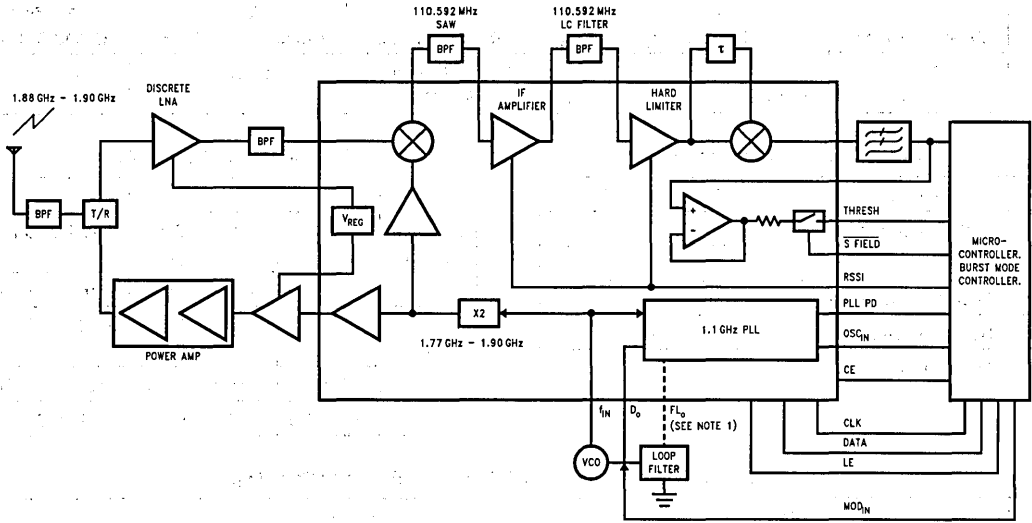 110.592 MHz
SAW
110.592 MHz
LC FILTER
BPF
BPF
τ
1.88 GHz - 1.90 GHz
DISCRETE
LNA
IF
AMPLIFIER
HARD
LIMITER
BPF
BPF
T/R
VREG
+
-
THRESH
S FIELD
RSSI
PLL PD
OSCIN
CE
MICRO-
CONTROLLER.
BURST MODE
CONTROLLER.
POWER AMP
X2
1.77 GHz - 1.90 GHz
1.1 GHz PLL
fIN
Do
FLo
(SEE NOTE 1)
VCO
LOOP
FILTER
CLK
DATA
LE
MODIN